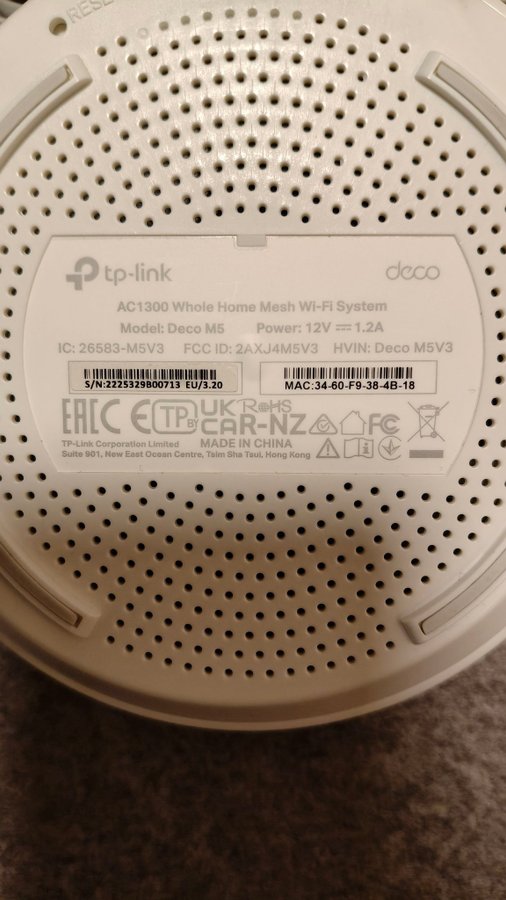 RESE
tp-link
deco
AC1300 Whole Home Mesh Wi-Fi System
Model: Deco M5 Power: 12V ⎓ 1.2A
IC: 26583-M5V3 FCC ID: 2AXJ4M5V3 HVIN: Deco M5V3
S/N:2225329B00713 EU/3.20
MAC:34-60-F9-38-4B-18
EAC CE TP BY UKCA RoHS R-NZ FC
TP-Link Corporation Limited MADE IN CHINA
Suite 901, New East Ocean Centre, Tsim Sha Tsui, Hong Kong